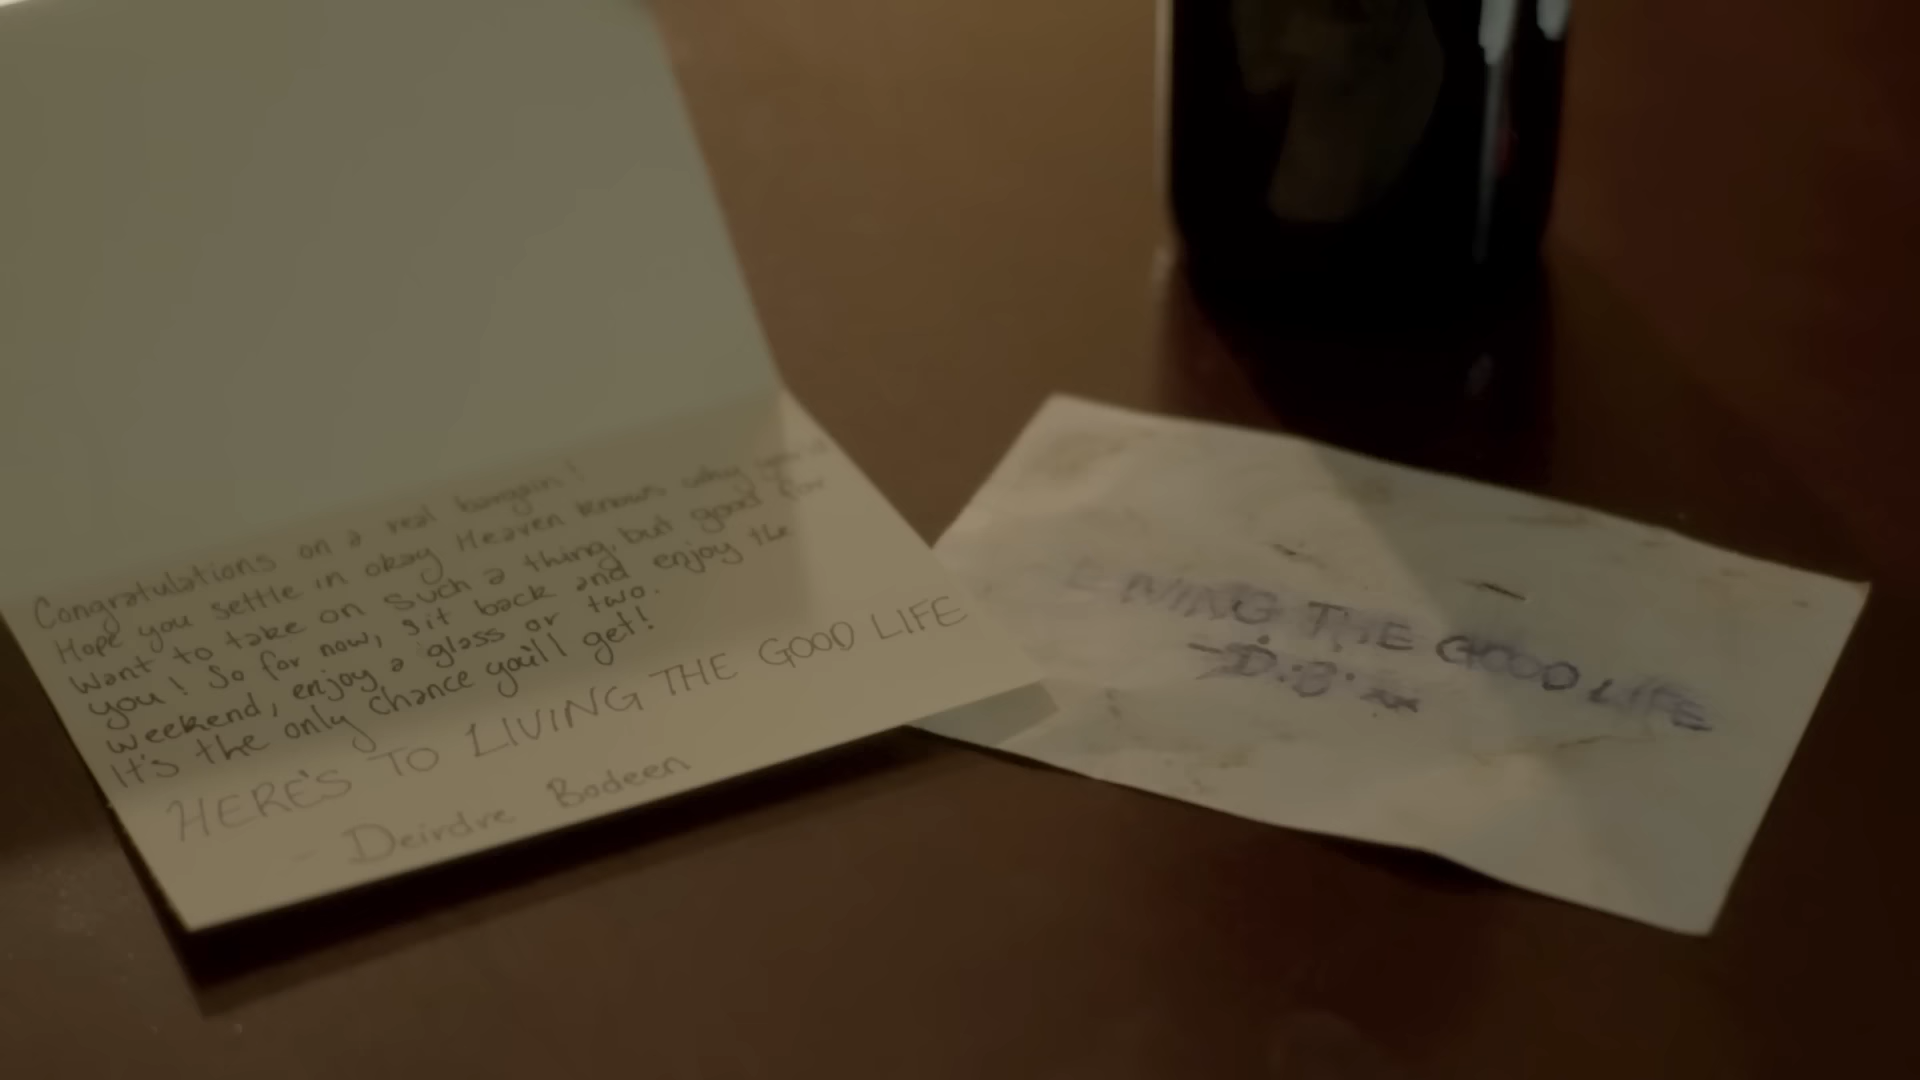 Congratulations on a real bargain!
Hope you settle in okay Heaven knows why you'd
want to take on such a thing, but good for
you! So for now, sit back and enjoy the
weekend, enjoy a glass or two.
It's the only chance you'll get!
HERE'S TO LIVING THE GOOD LIFE
- Deirdre Bodeen
LIVING THE GOOD LIFE
-D.B. xx